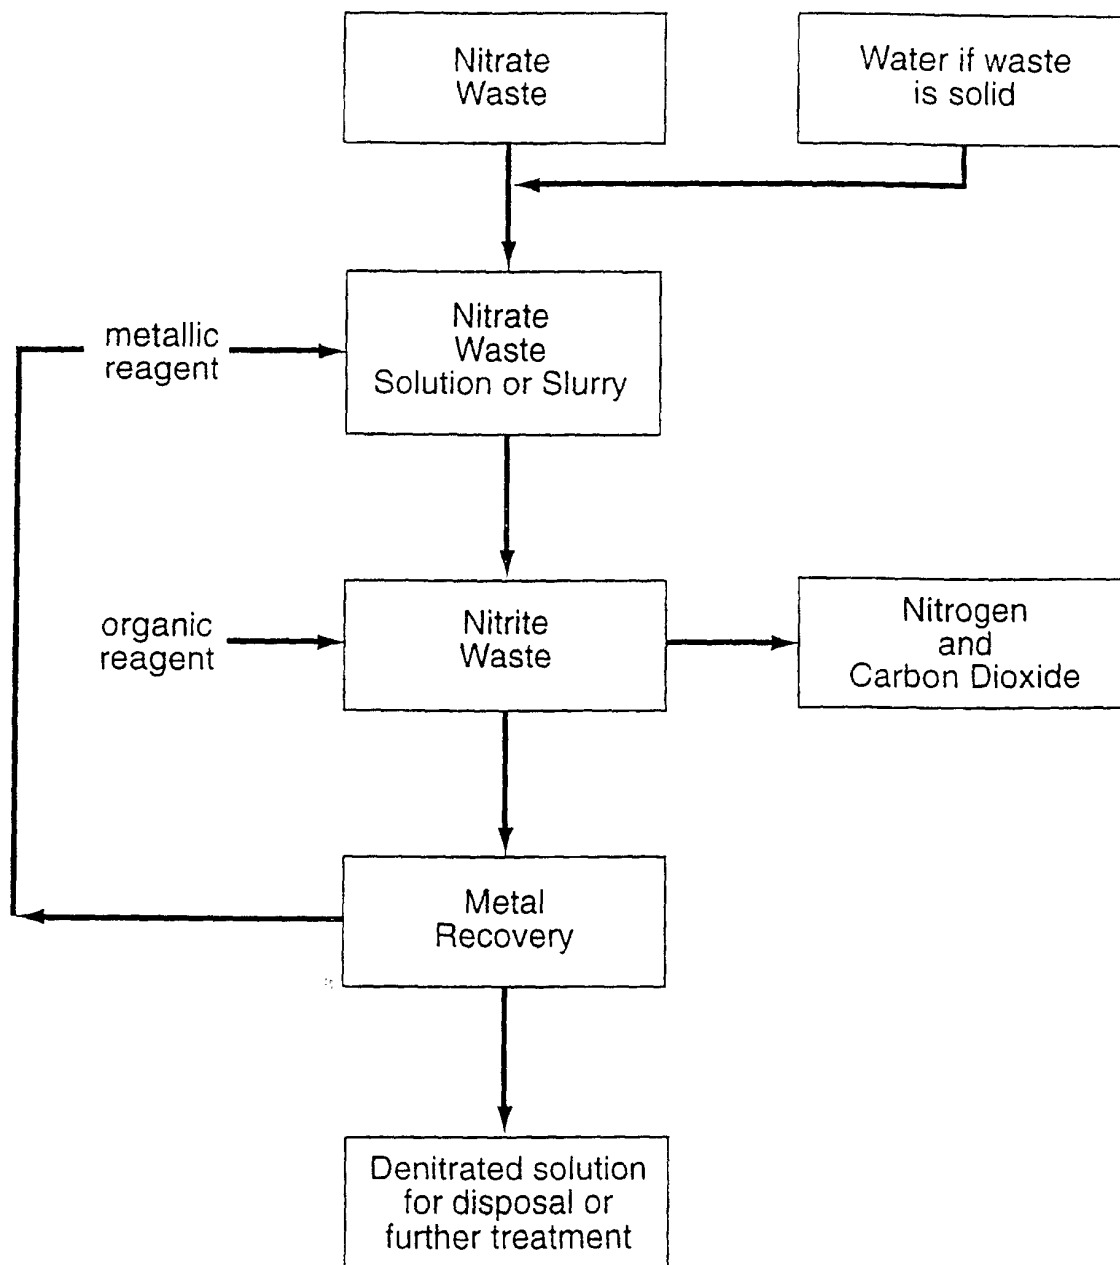 Nitrate
Waste
Water if waste
is solid
metallic
reagent
Nitrate
Waste
Solution or Slurry
organic
reagent
Nitrite
Waste
Nitrogen
and
Carbon Dioxide
Metal
Recovery
Denitrated solution
for disposal or
further treatment